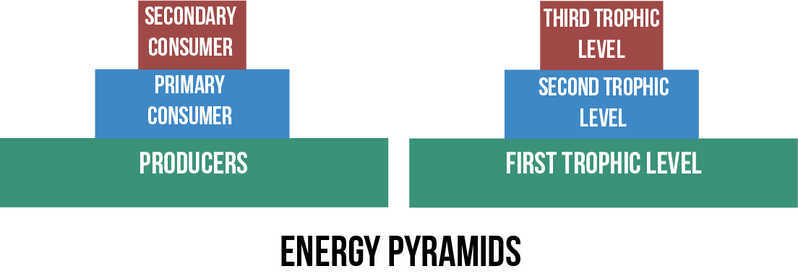 SECONDARY
CONSUMER
PRIMARY
CONSUMER
PRODUCERS
THIRD TROPHIC
LEVEL
SECOND TROPHIC
LEVEL
FIRST TROPHIC LEVEL
ENERGY PYRAMIDS